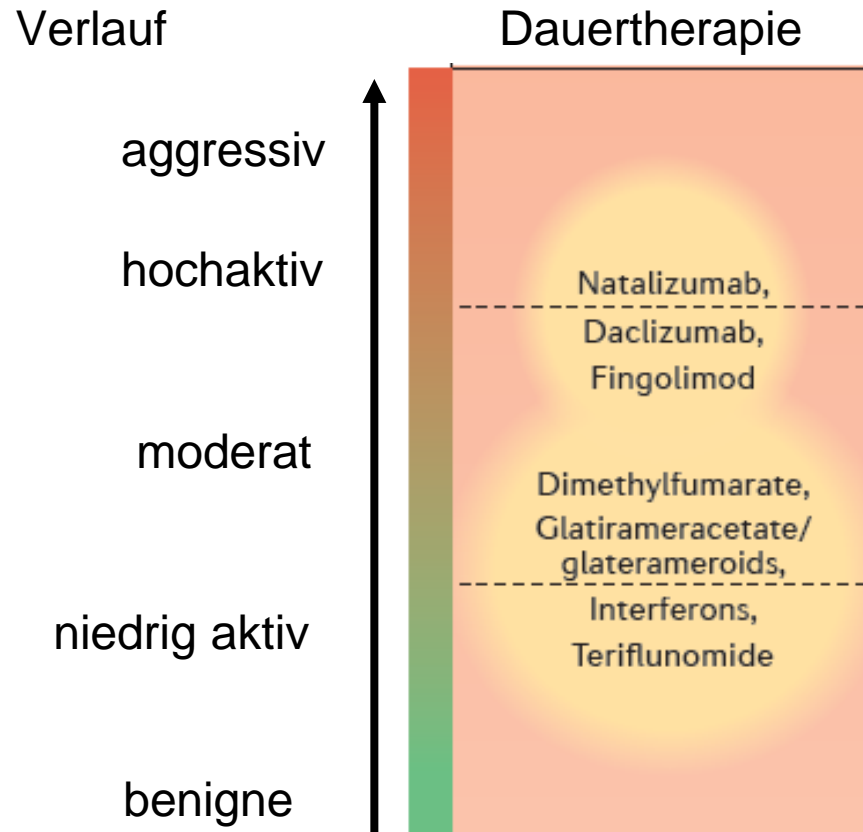 Verlauf
Dauertherapie
aggressiv
hochaktiv
Natalizumab,
Daclizumab,
Fingolimod
moderat
Dimethylfumarate,
Glatirameracetate/
glaterameroids,
Interferons,
niedrig aktiv
Teriflunomide
benigne